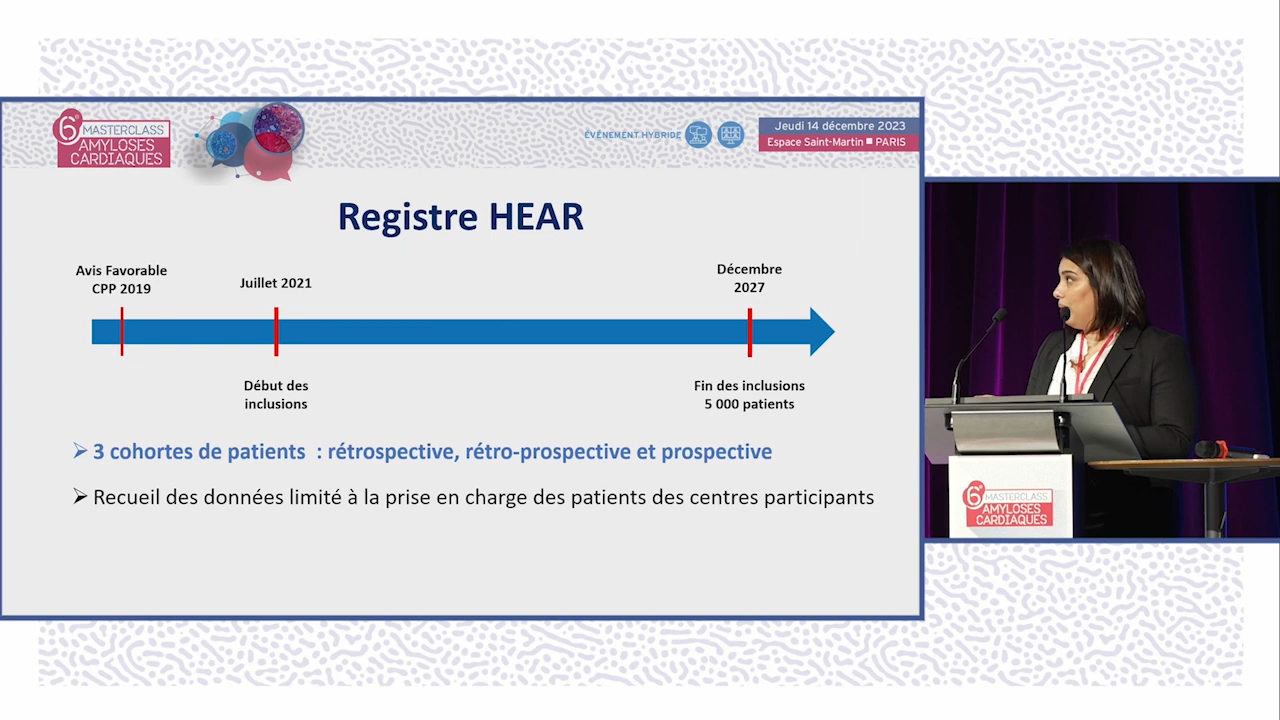 6e
MASTERCLASS
AMYLOSES
CARDIAQUES
ÉVÉNEMENT HYBRIDE
Jeudi 14 décembre 2023
Espace Saint-Martin ■ PARIS
Registre HEAR
Avis Favorable
CPP 2019
Juillet 2021
Décembre
2027
Début des
inclusions
Fin des inclusions
5 000 patients
➢ 3 cohortes de patients : rétrospective, rétro-prospective et prospective
➢ Recueil des données limité à la prise en charge des patients des centres participants
6e
MASTERCLASS
AMYLOSES
CARDIAQUES